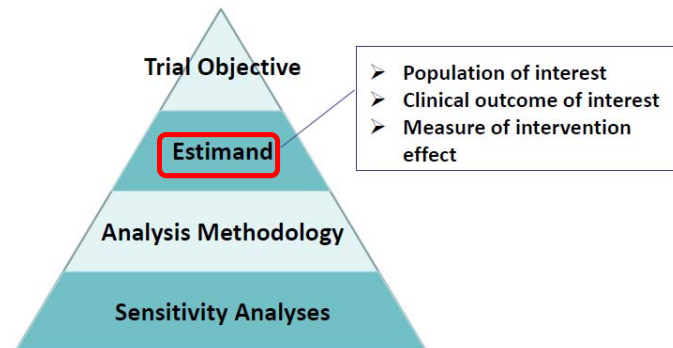 Trial Objective
Estimand
Analysis Methodology
Sensitivity Analyses
➢ Population of interest
➢ Clinical outcome of interest
➢ Measure of intervention
effect